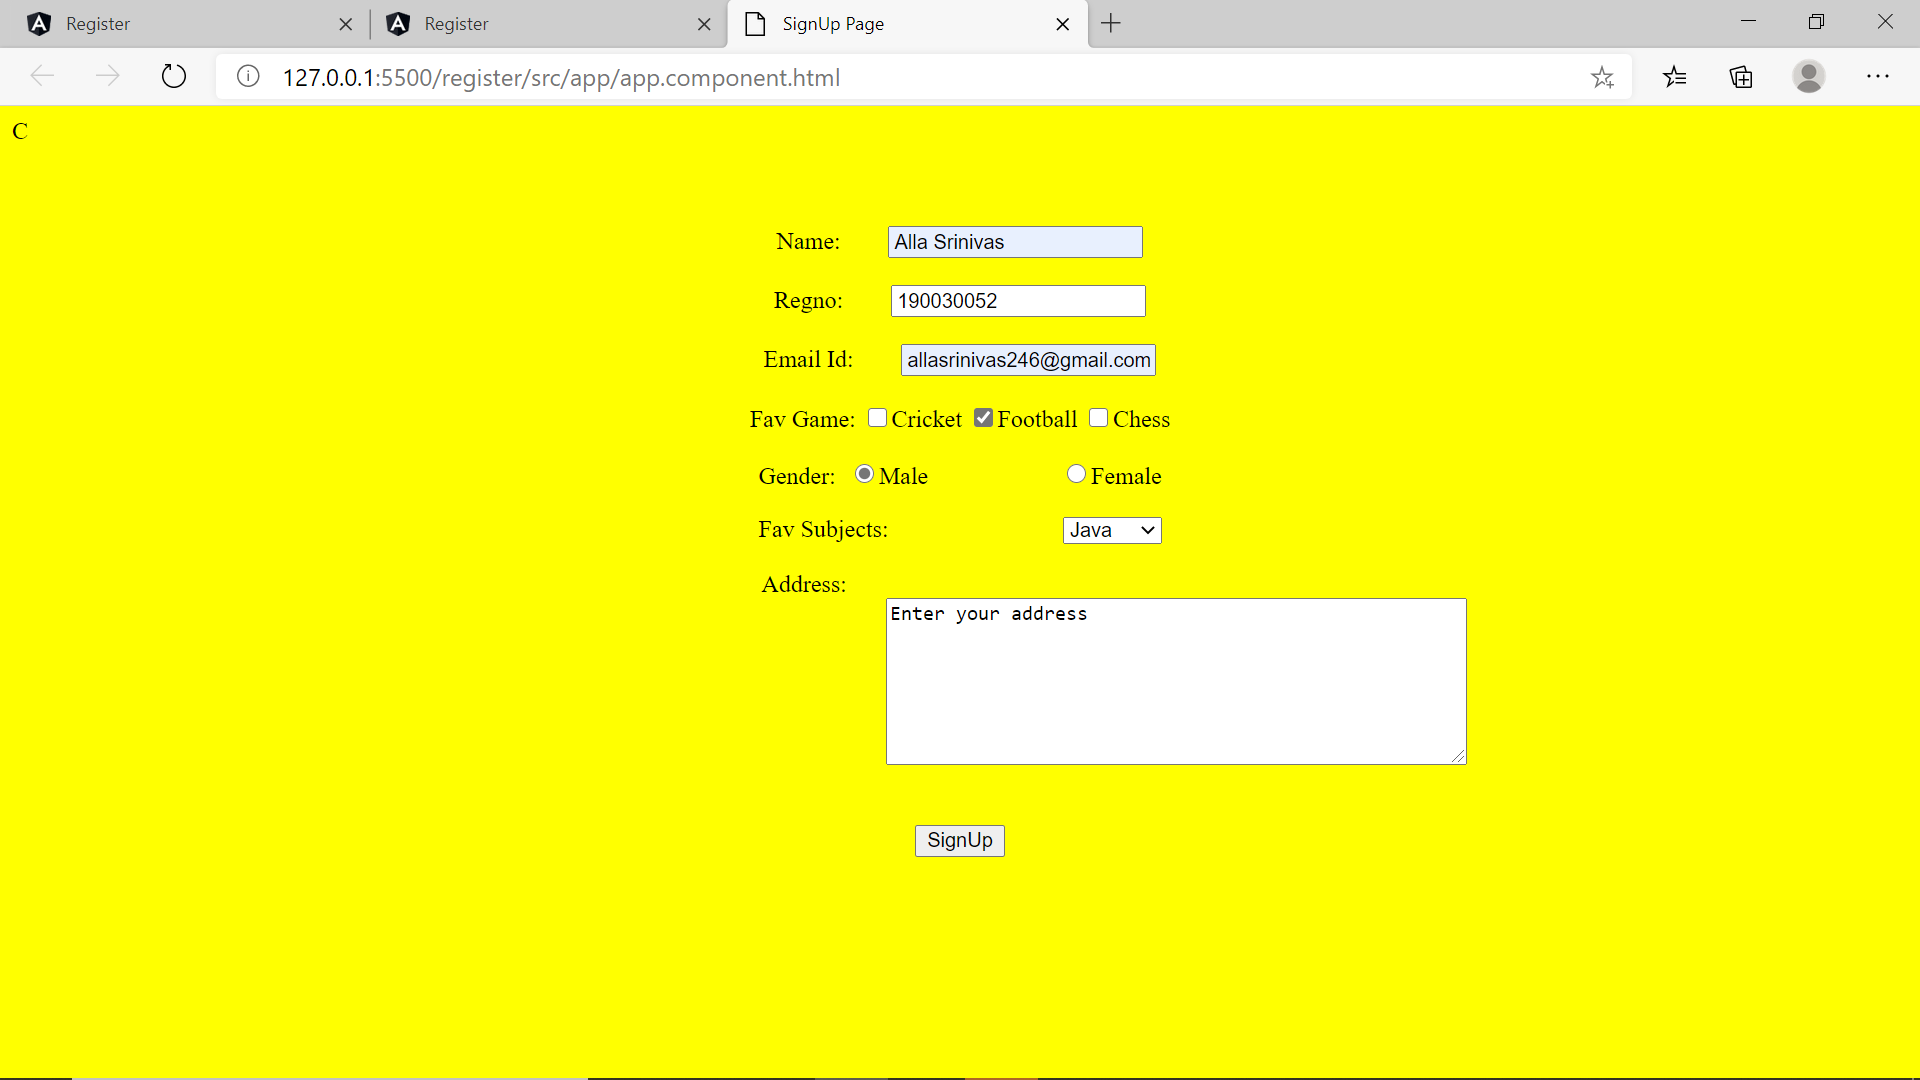 Register
Register
SignUp Page
127.0.0.1:5500/register/src/app/app.component.html
C
Name: Alla Srinivas
Regno: 190030052
Email Id: allasrinivas246@gmail.com
Fav Game: Cricket Football Chess
Gender: Male Female
Fav Subjects: Java
Address:
Enter your address
SignUp